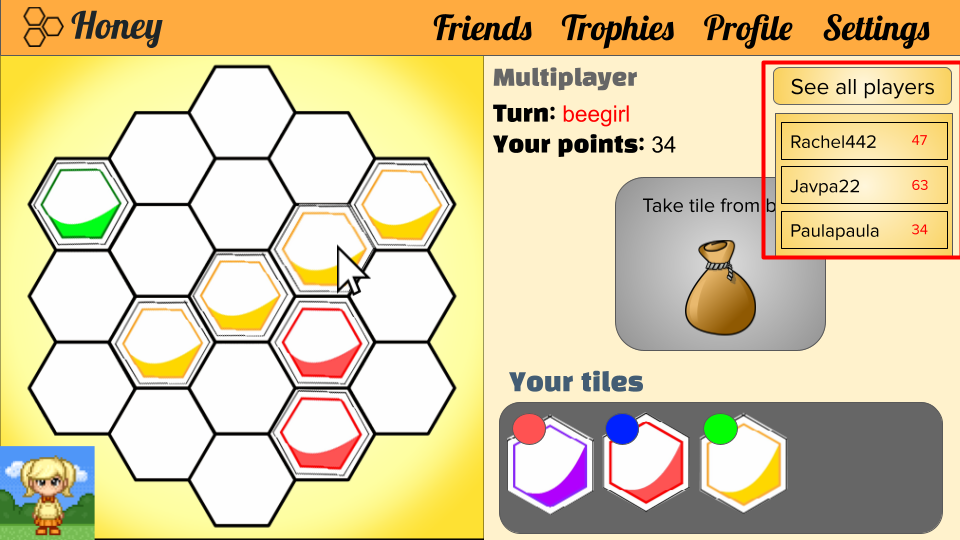 Honey
Friends Trophies Profile Settings
Multiplayer
Turn: beegirl
Your points: 34
See all players
Rachel442 47
Javpa22 63
Paulapaula 34
Take tile from b
Your tiles